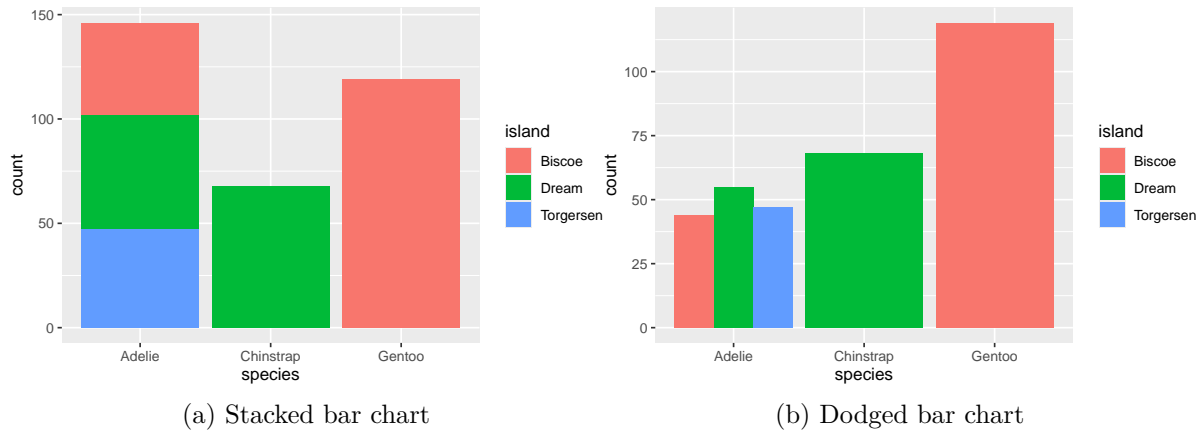 150
100
50
0
count
Adelie
Chinstrap
Gentoo
species
island
Biscoe
Dream
Torgersen
(a) Stacked bar chart
100
75
50
25
0
count
Adelie
Chinstrap
Gentoo
species
island
Biscoe
Dream
Torgersen
(b) Dodged bar chart